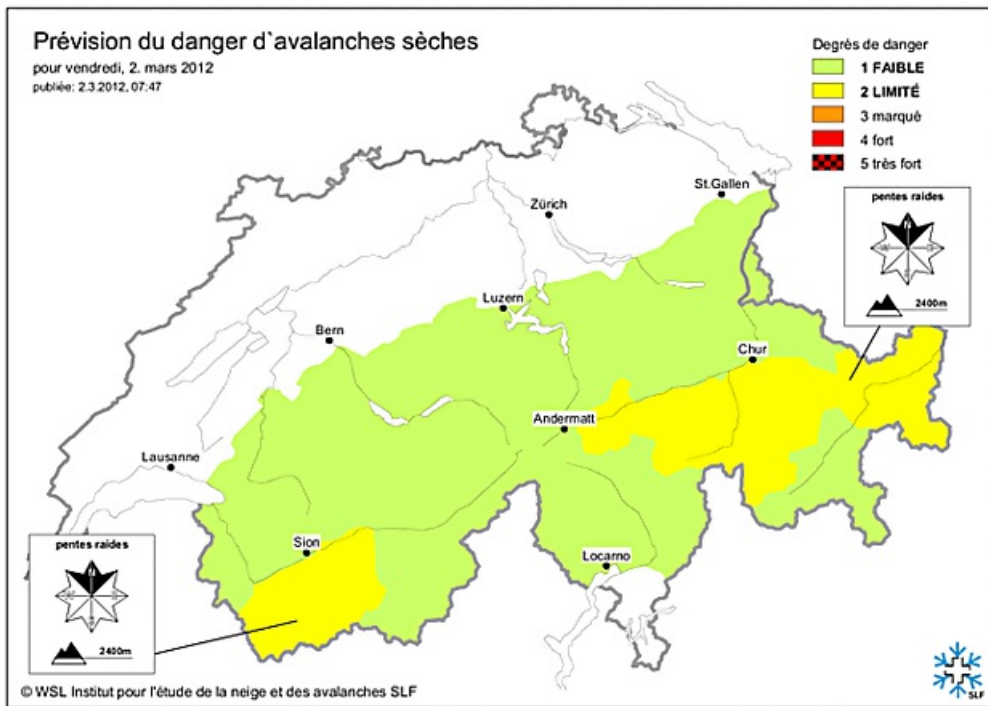 Prévision du danger d`avalanches sèches
pour vendredi, 2. mars 2012
publiée: 2.3.2012, 07:47
Degrés de danger
1 FAIBLE
2 LIMITÉ
3 marqué
4 fort
5 très fort
pentes raides
N
2400m
St.Gallen
Zürich
Luzern
Bern
Chur
Andermatt
Lausanne
Sion
Locarno
pentes raides
N
2400m
© WSL Institut pour l'étude de la neige et des avalanches SLF
SLF